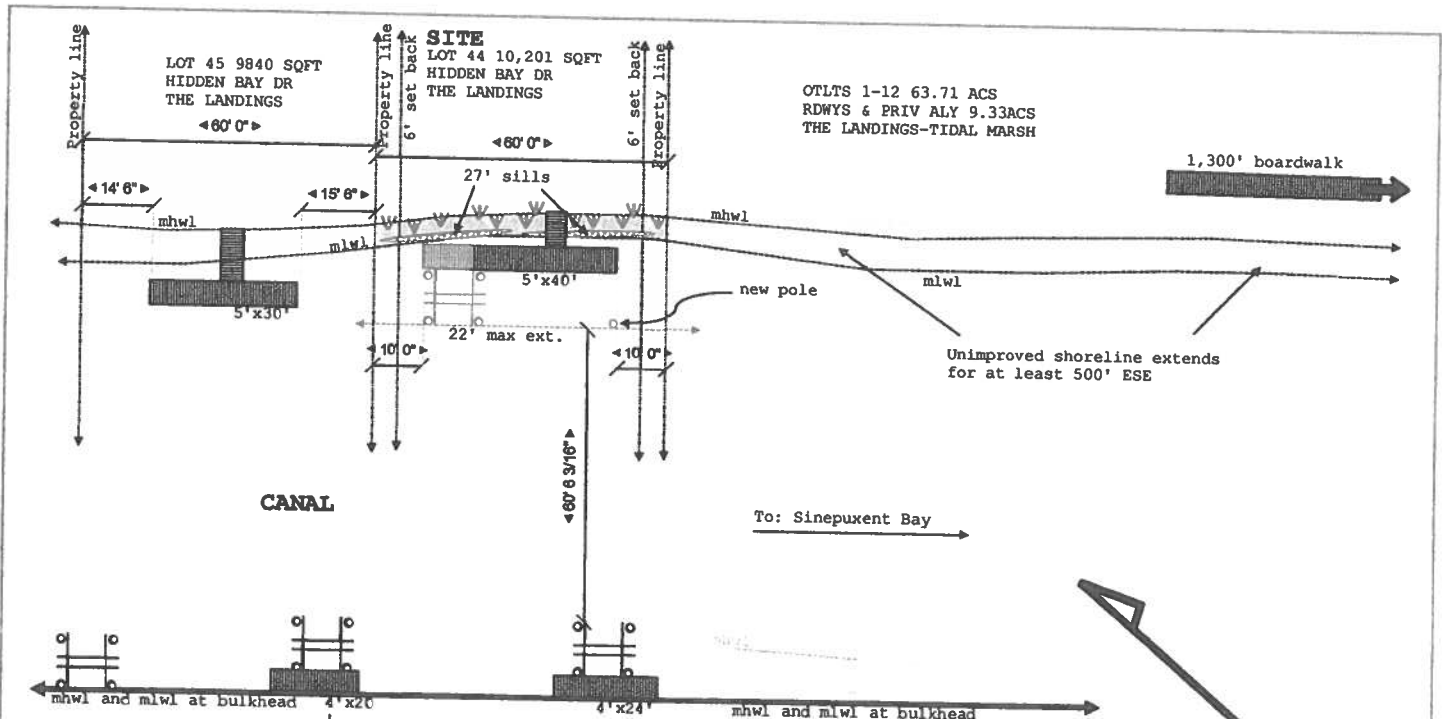 Property line
LOT 45 9840 SQFT
HIDDEN BAY DR
THE LANDINGS
◄60' 0"►
Property line
6' set back
SITE
LOT 44 10,201 SQFT
HIDDEN BAY DR
THE LANDINGS
◄60' 0"►
6' set back
Property line
OTLTS 1-12 63.71 ACS
RDWYS & PRIV ALY 9.33ACS
THE LANDINGS-TIDAL MARSH
1,300' boardwalk
◄14' 6"►
◄15' 6"►
27' sills
mhwl
mlwl
mhwl
mlwl
5'x30'
5'x40'
new pole
22' max ext.
◄10' 0"►
◄10' 0"►
Unimproved shoreline extends
for at least 500' ESE
◄60' 6 3/16"►
CANAL
To: Sinepuxent Bay
mhwl and mlwl at bulkhead
4'x20
4'x24'
mhwl and mlwl at bulkhead